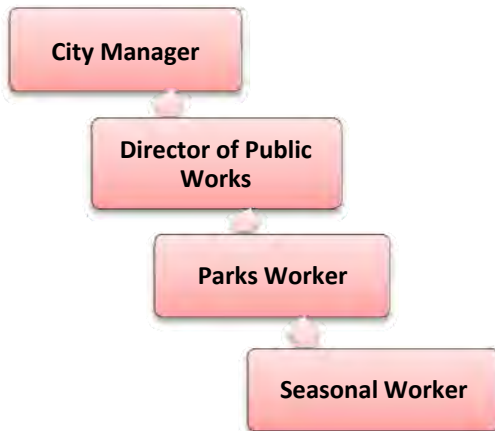 City Manager
Director of Public
Works
Parks Worker
Seasonal Worker